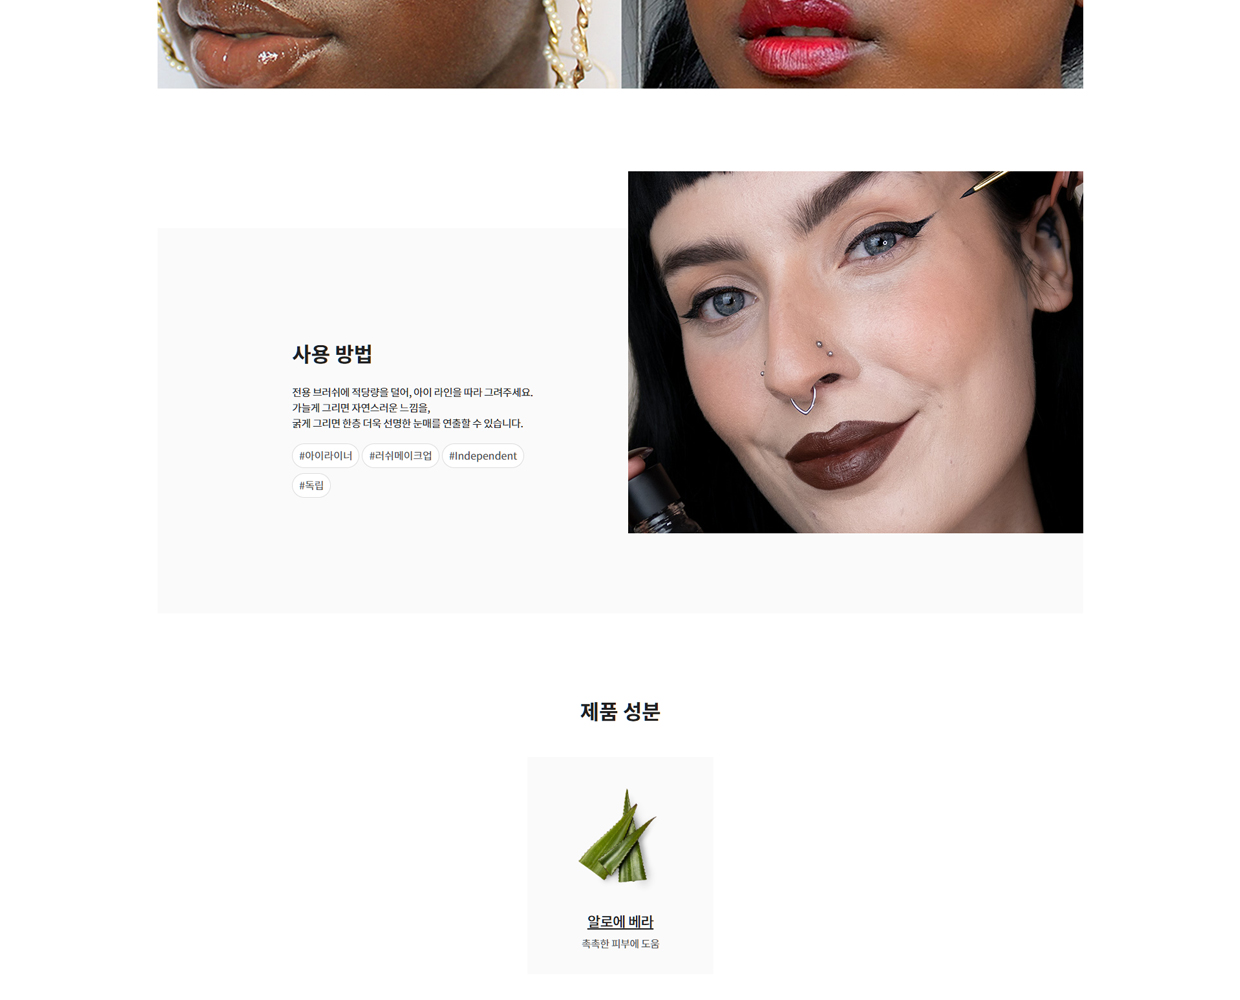 사용 방법
전용 브러쉬에 적당량을 덜어, 아이 라인을 따라 그려주세요.
가늘게 그리면 자연스러운 느낌을,
굵게 그리면 한층 더욱 선명한 눈매를 연출할 수 있습니다.
#아이라이너 #러쉬메이크업 #Independent
#독립
제품 성분
알로에 베라
촉촉한 피부에 도움